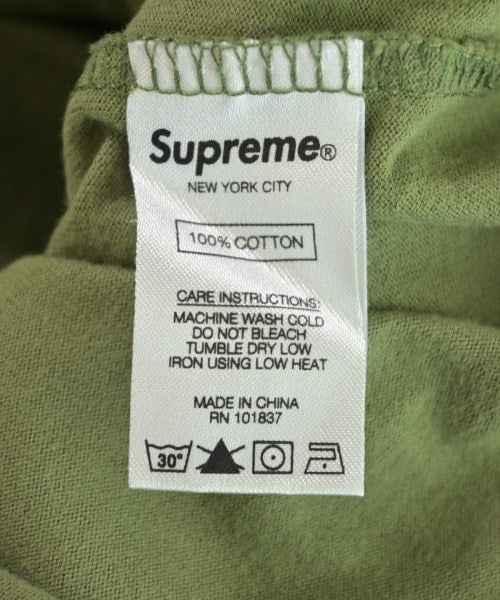 Supreme®
NEW YORK CITY
100% COTTON
CARE INSTRUCTIONS:
MACHINE WASH COLD
DO NOT BLEACH
TUMBLE DRY LOW
IRON USING LOW HEAT
MADE IN CHINA
RN 101837
30°